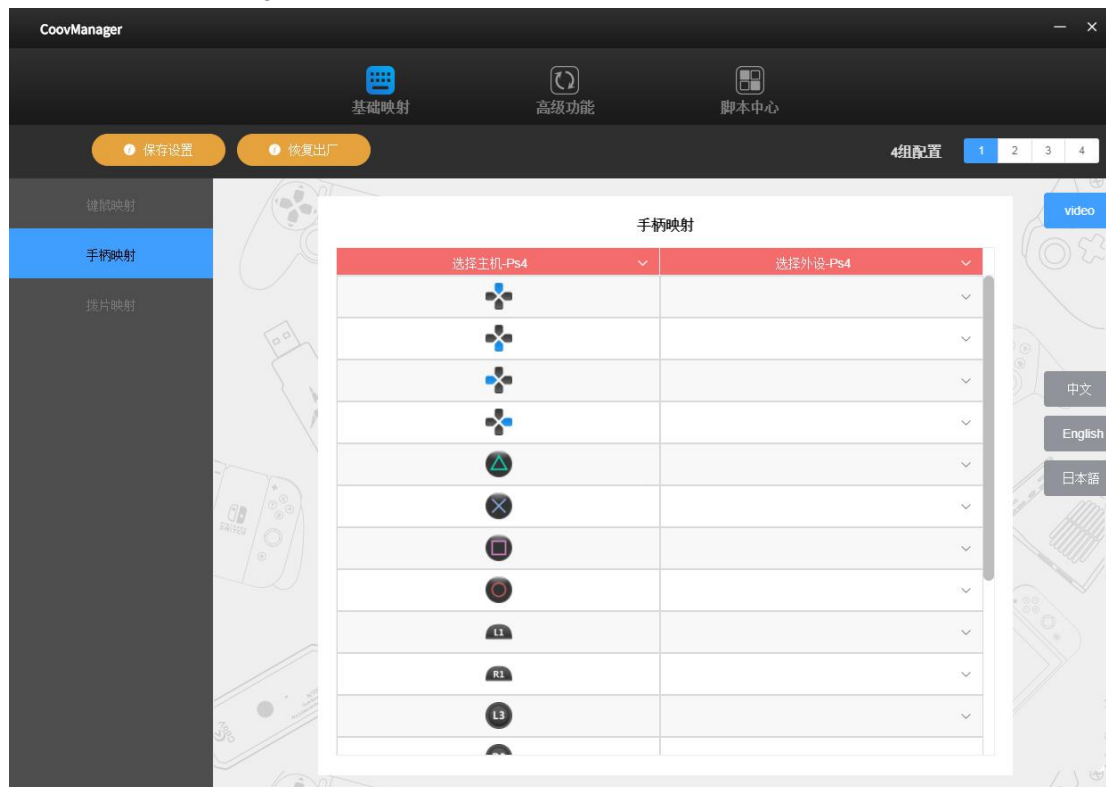 CoovManager
基础映射
高级功能
脚本中心
保存设置
恢复出厂
4组配置
1 2 3 4
键鼠映射
手柄映射
拨片映射
手柄映射
video
选择主机-Ps4
选择外设-Ps4
中文
English
日本語
L1
R1
L3
SWITCH